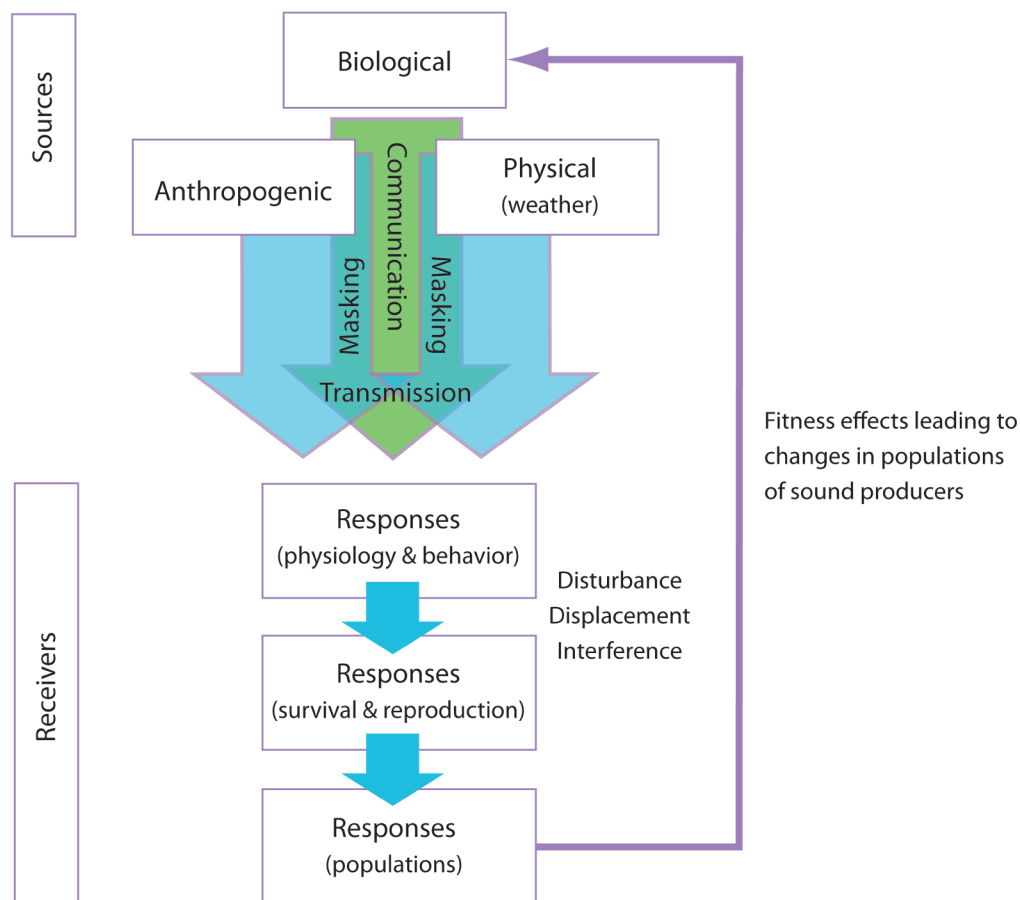 Sources
Biological
Anthropogenic
Physical
(weather)
Communication
Masking
Masking
Transmission
Fitness effects leading to
changes in populations
of sound producers
Receivers
Responses
(physiology & behavior)
Disturbance
Displacement
Interference
Responses
(survival & reproduction)
Responses
(populations)